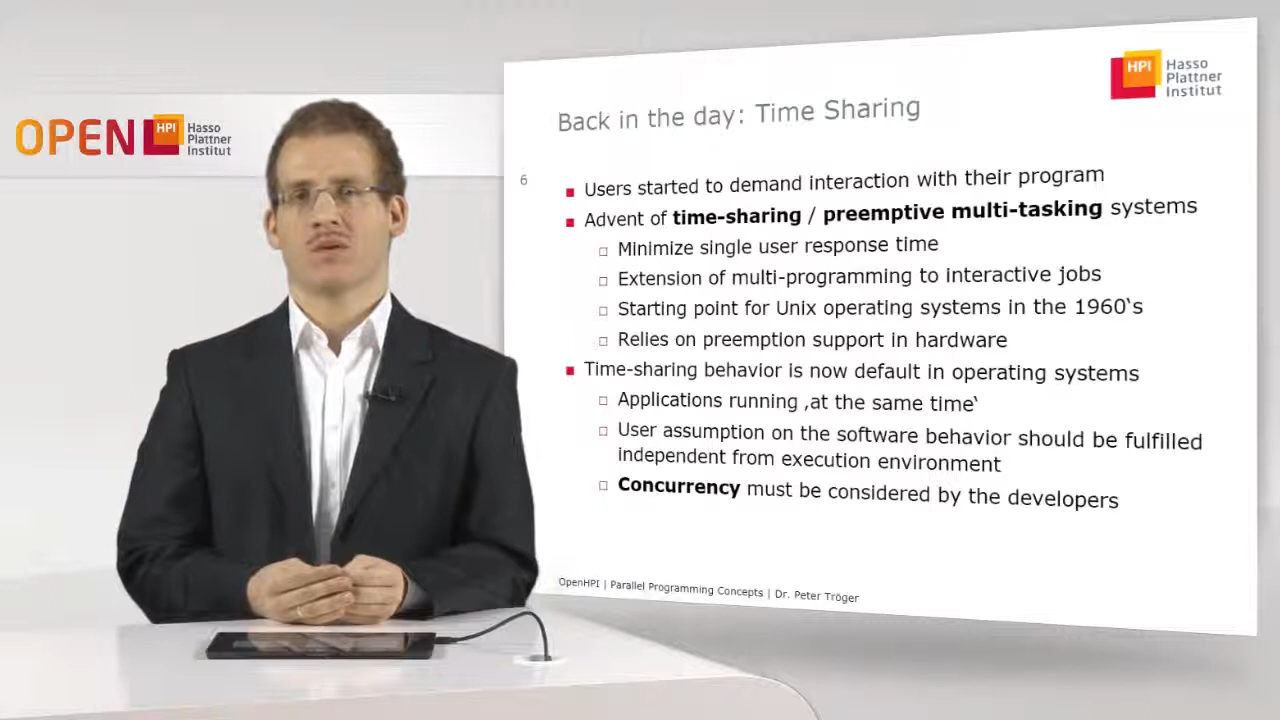 OPEN HPI Hasso
Plattner
Institut
HPI Hasso
Plattner
Institut
Back in the day: Time Sharing
6
■ Users started to demand interaction with their program
■ Advent of time-sharing / preemptive multi-tasking systems
□ Minimize single user response time
□ Extension of multi-programming to interactive jobs
□ Starting point for Unix operating systems in the 1960‘s
□ Relies on preemption support in hardware
■ Time-sharing behavior is now default in operating systems
□ Applications running ‚at the same time‘
□ User assumption on the software behavior should be fulfilled
independent from execution environment
□ Concurrency must be considered by the developers
OpenHPI | Parallel Programming Concepts | Dr. Peter Tröger